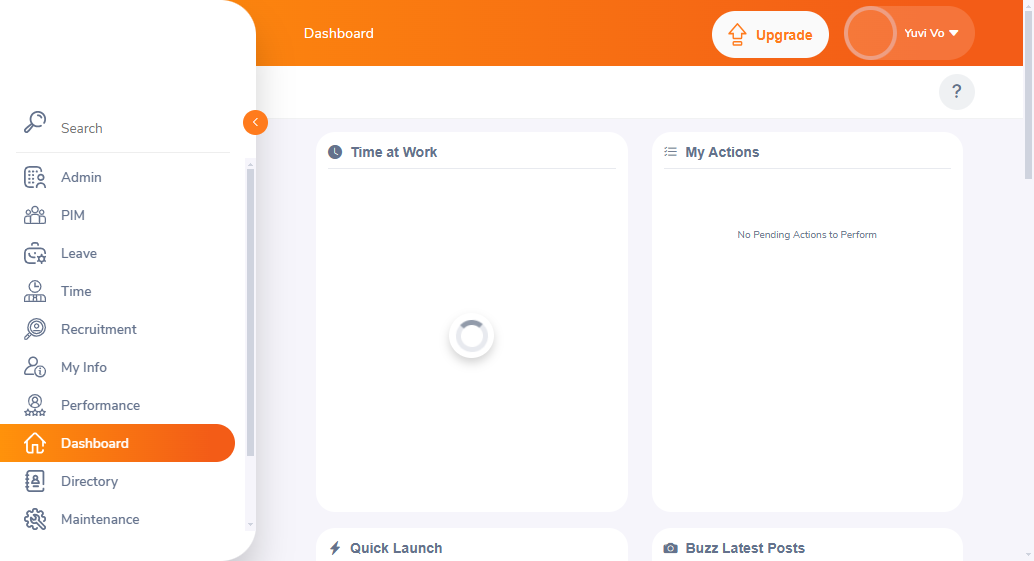 Dashboard
Upgrade
Yuvi Vo
?
Search
Admin
PIM
Leave
Time
Recruitment
My Info
Performance
Dashboard
Directory
Maintenance
Time at Work
My Actions
No Pending Actions to Perform
Quick Launch
Buzz Latest Posts